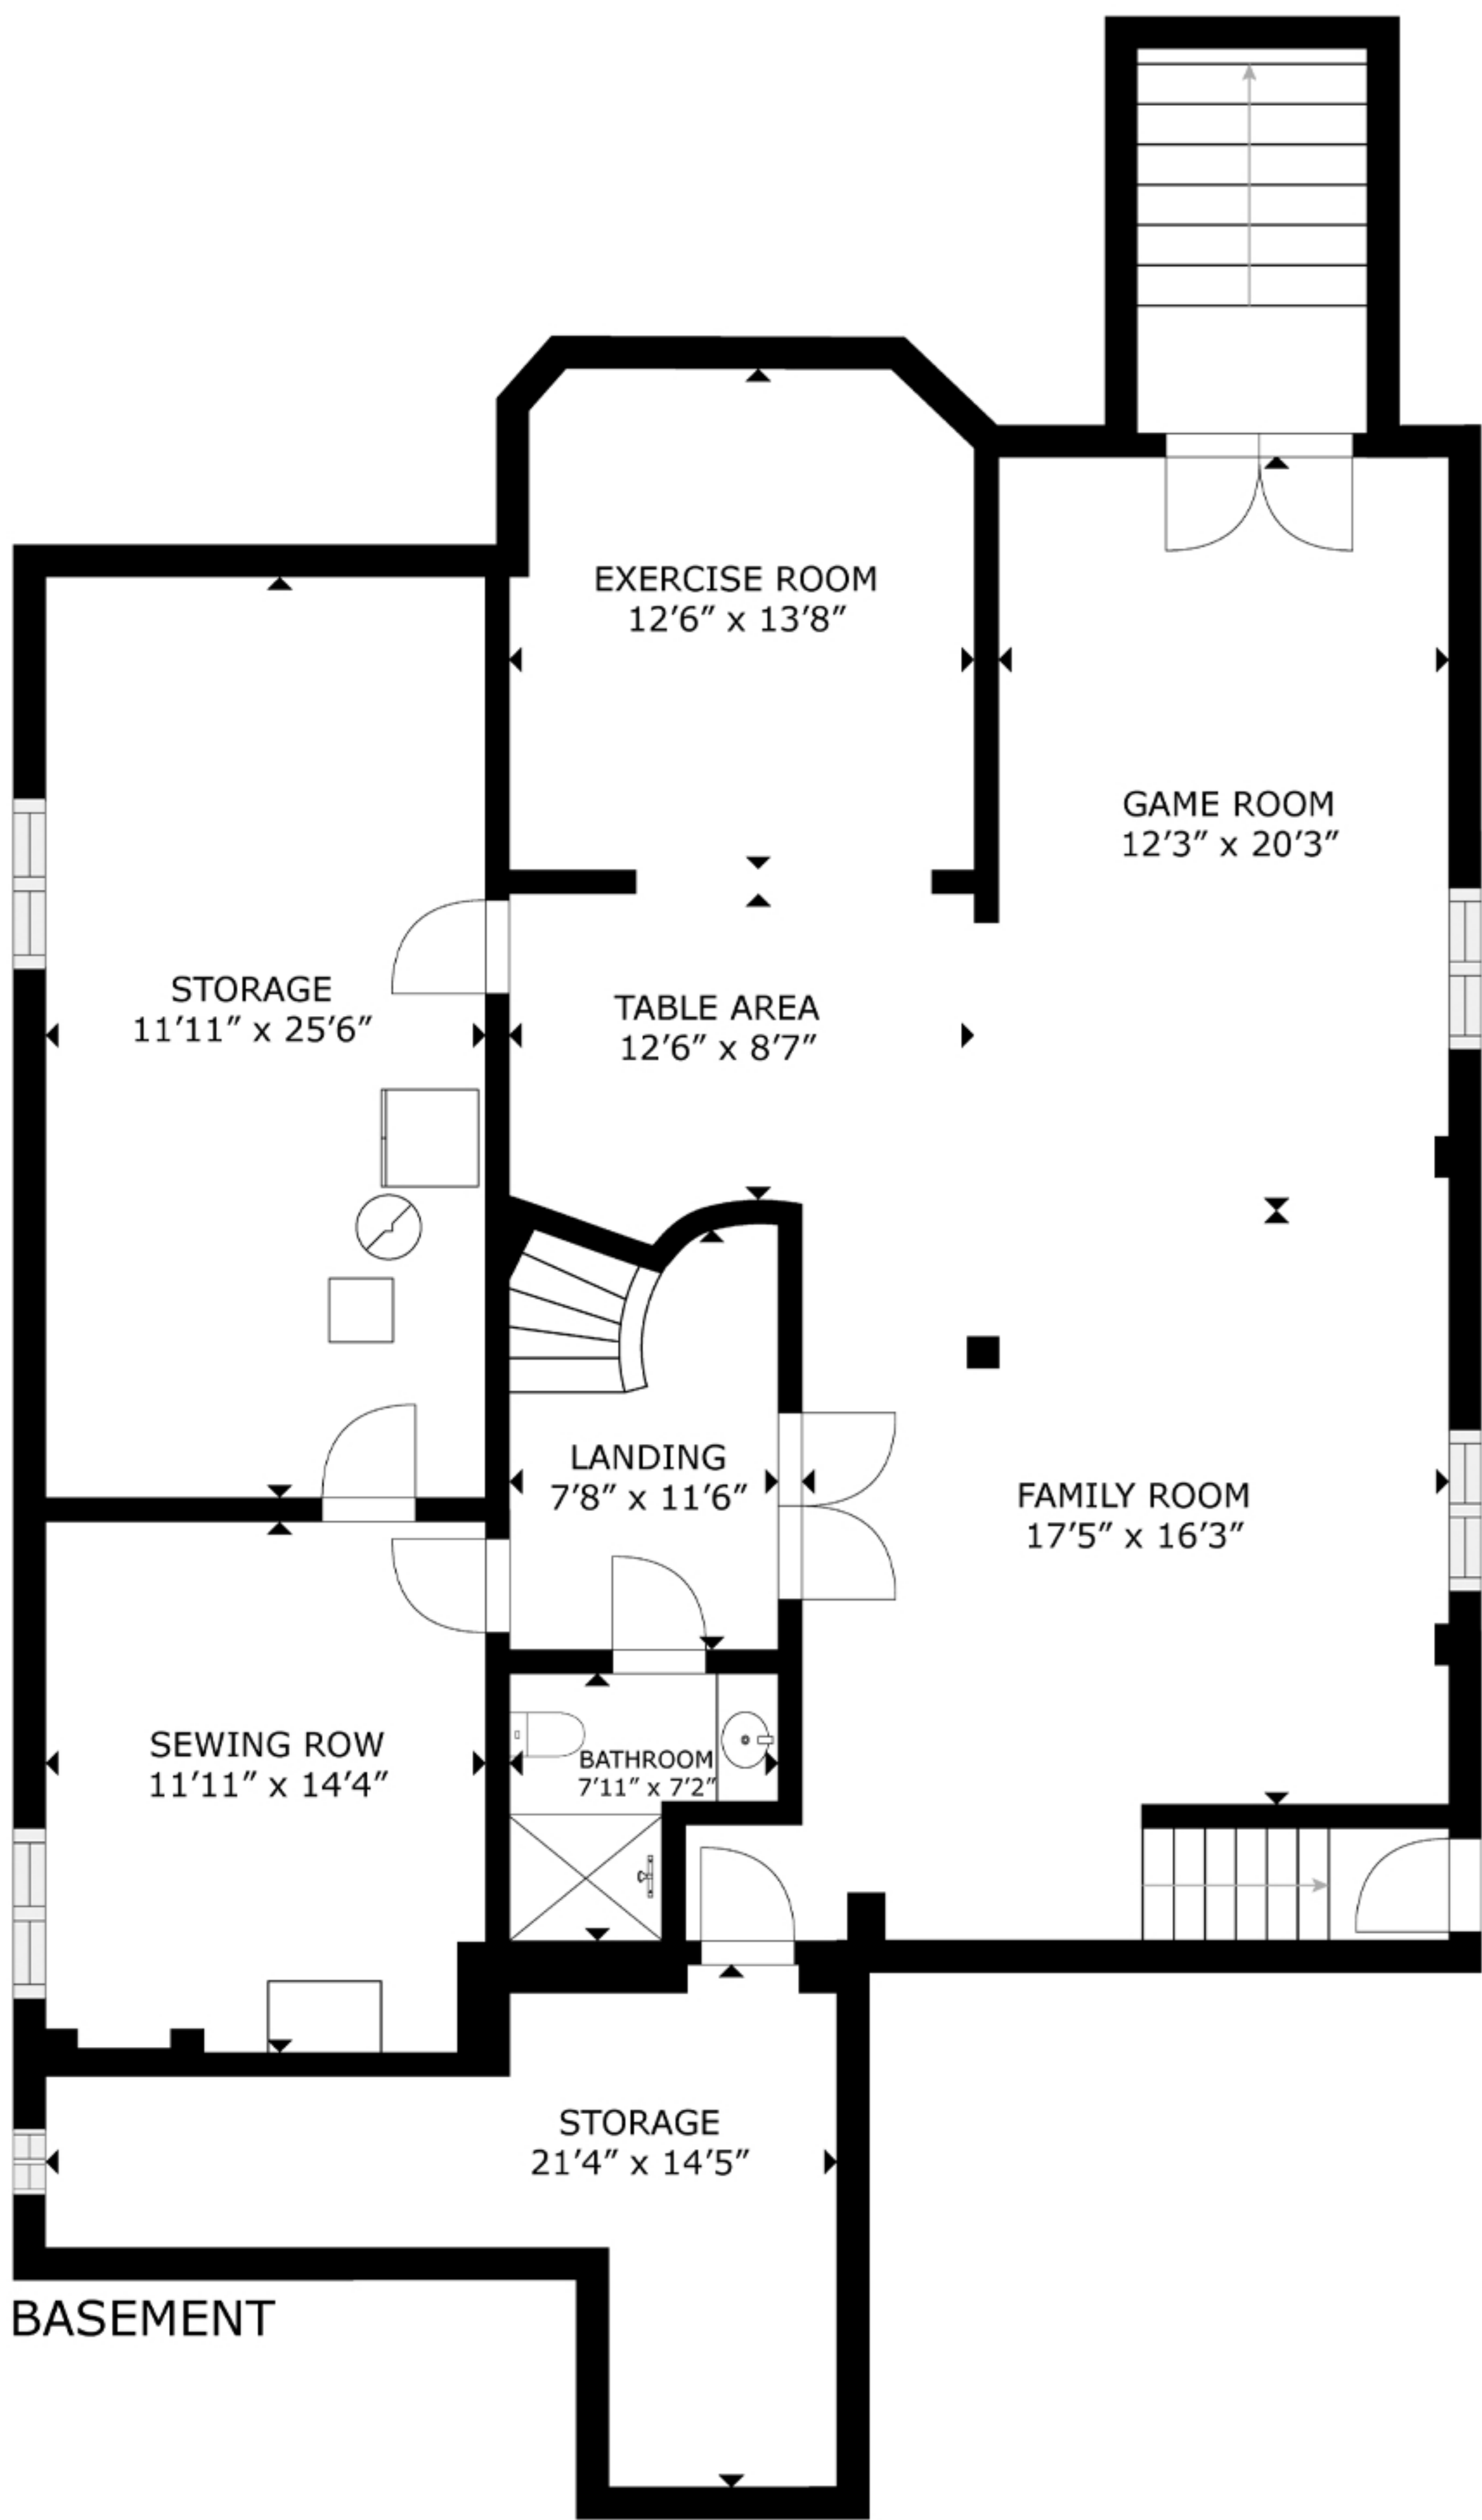 EXERCISE ROOM
12′6″ x 13′8″
GAME ROOM
12′3″ x 20′3″
STORAGE
11′11″ x 25′6″
TABLE AREA
12′6″ x 8′7″
LANDING
7′8″ x 11′6″
FAMILY ROOM
17′5″ x 16′3″
SEWING ROW
11′11″ x 14′4″
BATHROOM
7′11″ x 7′2″
STORAGE
21′4″ x 14′5″
BASEMENT